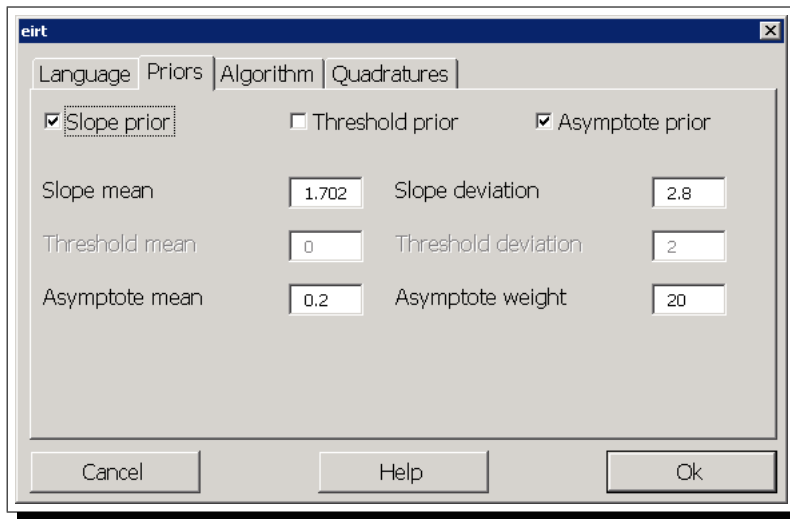 eirt
Language Priors Algorithm Quadratures
Slope prior Threshold prior Asymptote prior
Slope mean 1.702 Slope deviation 2.8
Threshold mean 0 Threshold deviation 2
Asymptote mean 0.2 Asymptote weight 20
Cancel Help Ok